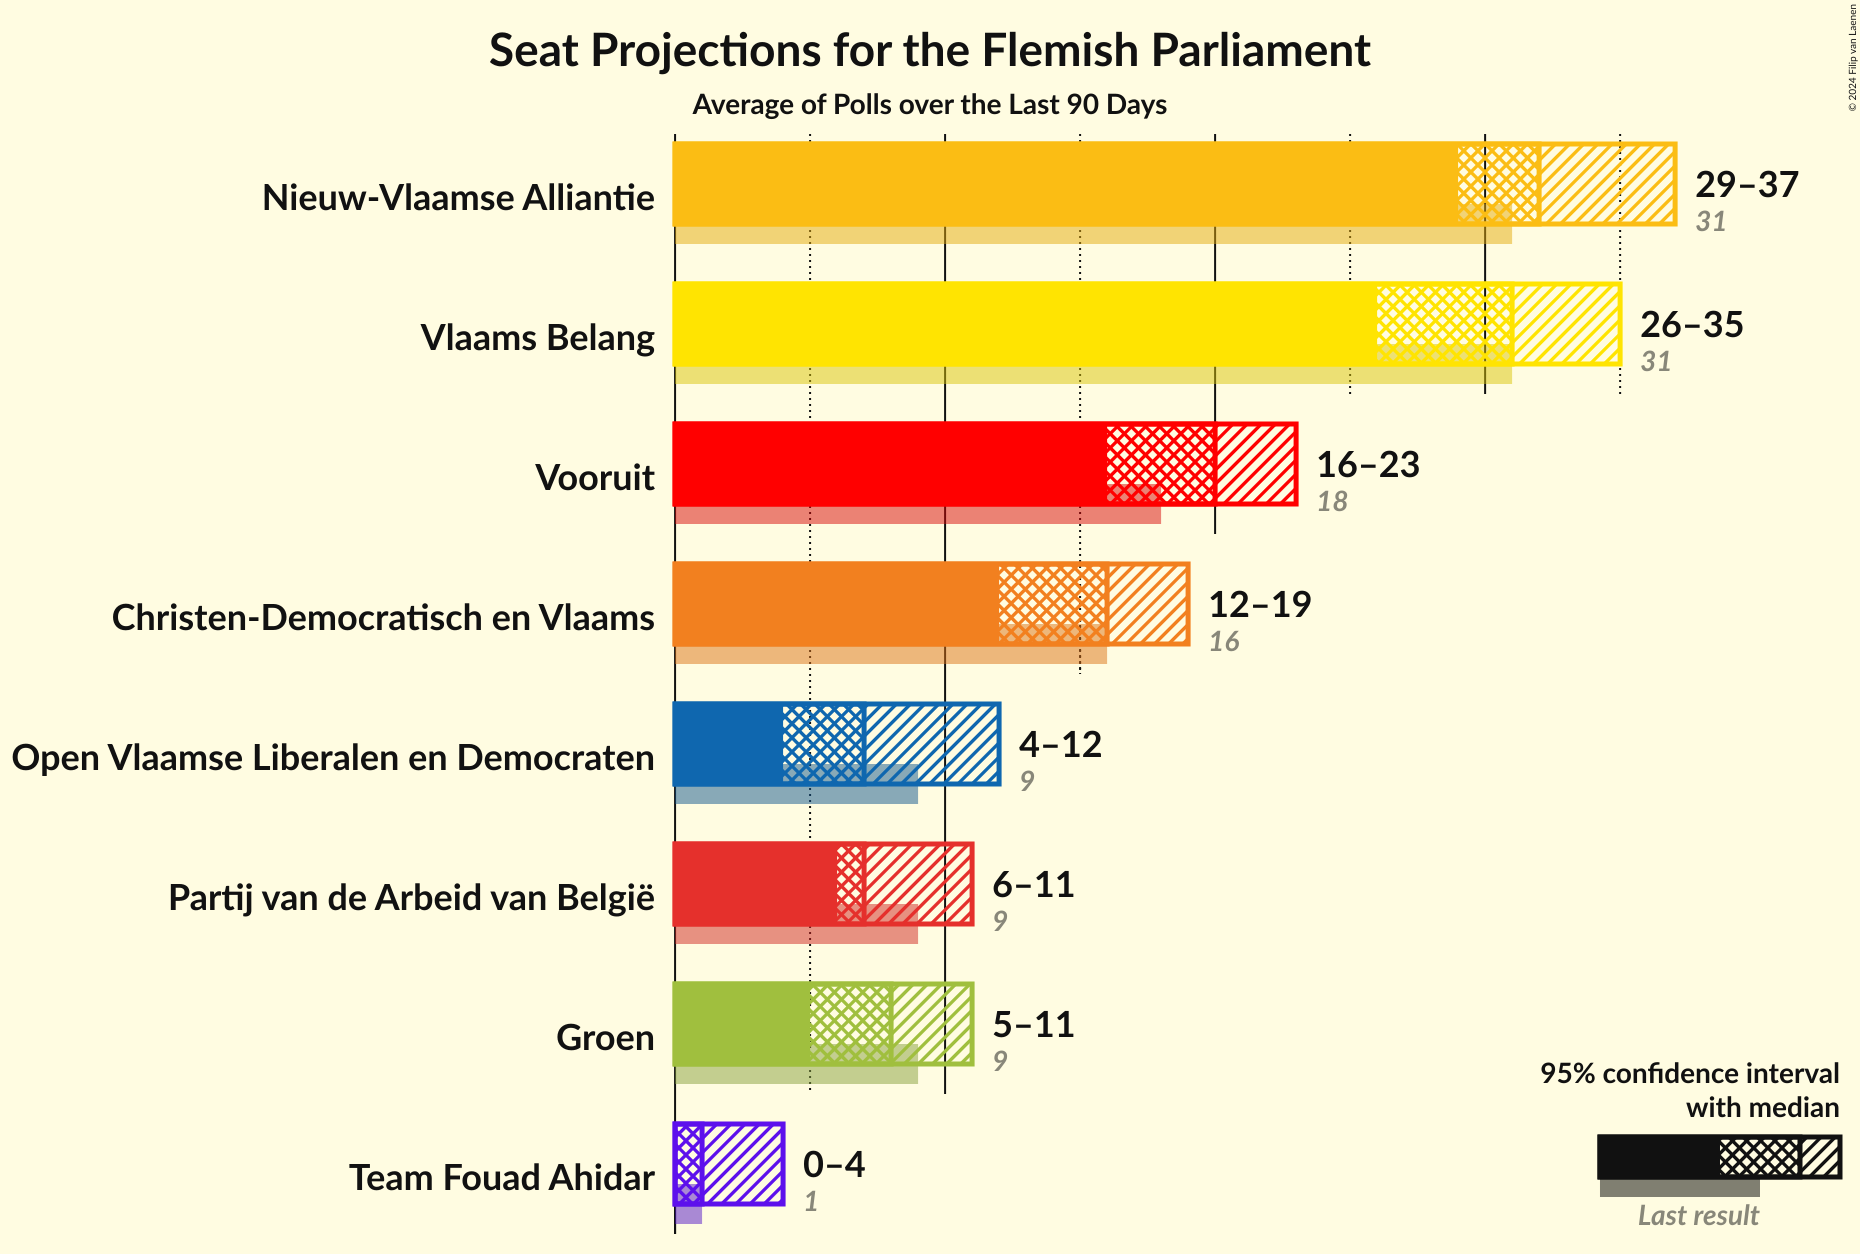 Seat Projections for the Flemish Parliament
Average of Polls over the Last 90 Days
© 2024 Filip van Laenen
Nieuw-Vlaamse Alliantie
29–37
31
Vlaams Belang
26–35
31
Vooruit
16–23
18
Christen-Democratisch en Vlaams
12–19
16
Open Vlaamse Liberalen en Democraten
4–12
9
Partij van de Arbeid van België
6–11
9
Groen
5–11
9
Team Fouad Ahidar
0–4
1
95% confidence interval
with median
Last result